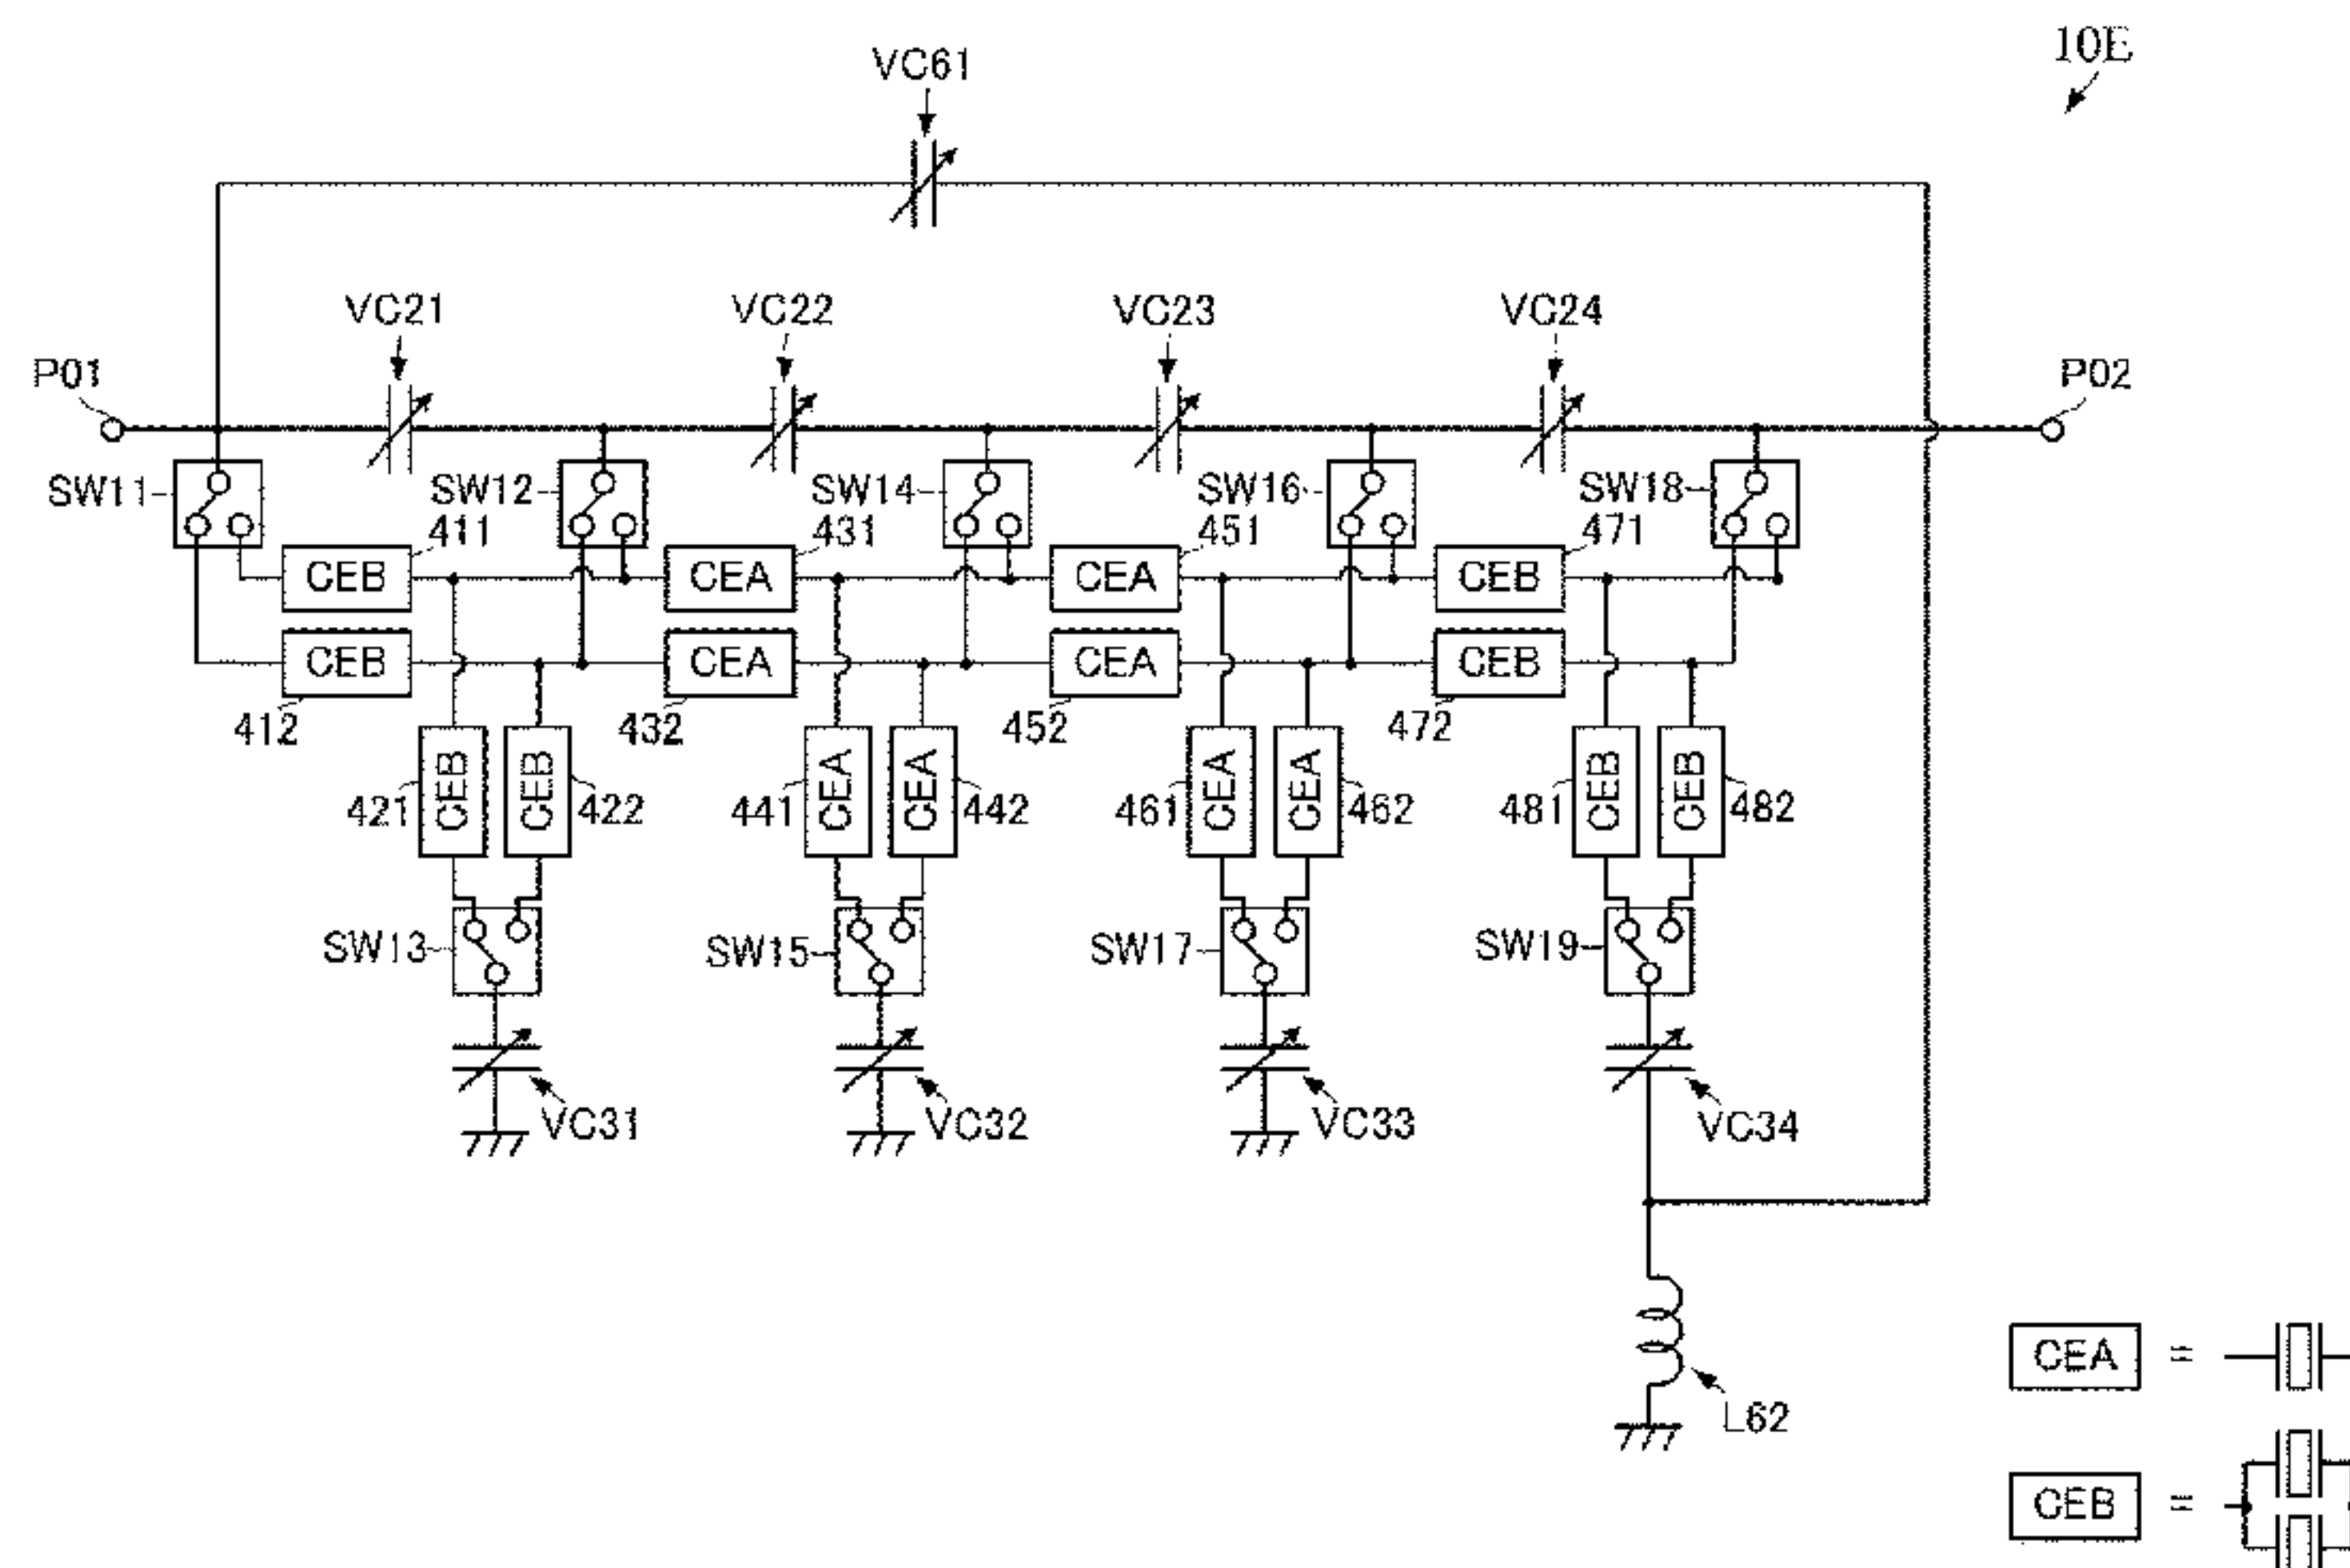 10E
VC61
VC21 VC22 VC23 VC24
P01 P02
SW11 SW12 SW14 SW16 SW18
411 431 451 471
CEB CEA CEA CEB
CEB CEA CEA CEB
412 432 452 472
CEB CEB CEA CEA CEA CEA CEB CEB
421 422 441 442 461 462 481 482
SW13 SW15 SW17 SW19
VC31 VC32 VC33 VC34
CEA =
L62
CEB =